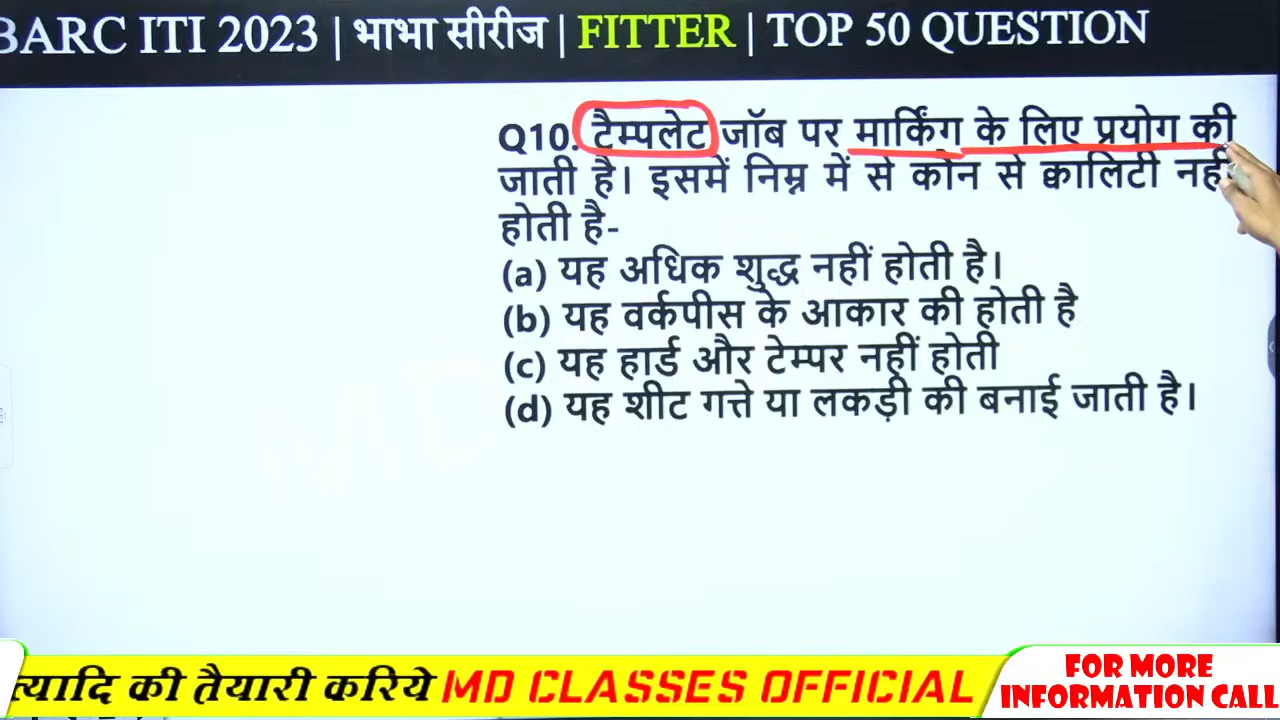 BARC ITI 2023 | भाभा सीरीज | FITTER | TOP 50 QUESTION
Q10. टैम्पलेट जॉब पर मार्किंग के लिए प्रयोग की
जाती है। इसमें निम्न में से कौन से क्वालिटी नहीं
होती है-
(a) यह अधिक शुद्ध नहीं होती है।
(b) यह वर्कपीस के आकार की होती है
(c) यह हार्ड और टेम्पर नहीं होती
(d) यह शीट गत्ते या लकड़ी की बनाई जाती है।
त्यादि की तैयारी करिये MD CLASSES OFFICIAL
FOR MORE
INFORMATION CALL